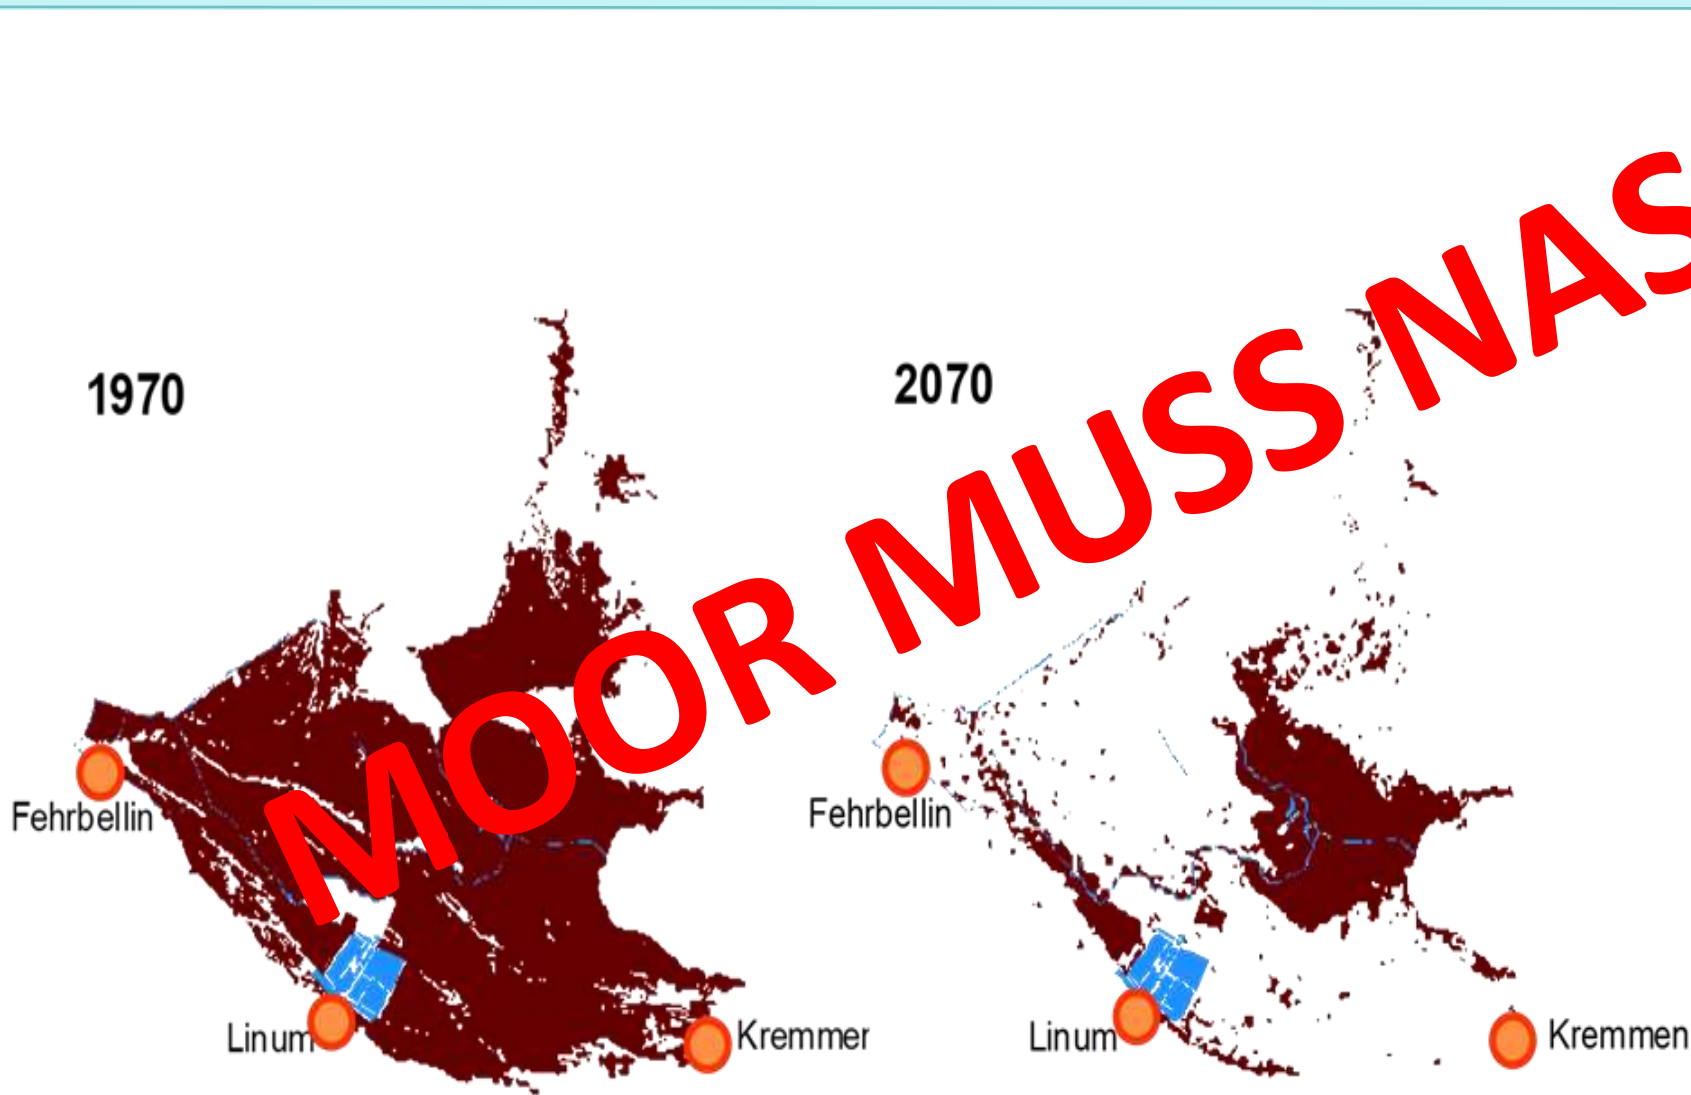 MOOR MUSS NAS
1970
2070
Fehrbellin
Linum
Kremmer
Fehrbellin
Linum
Kremmen